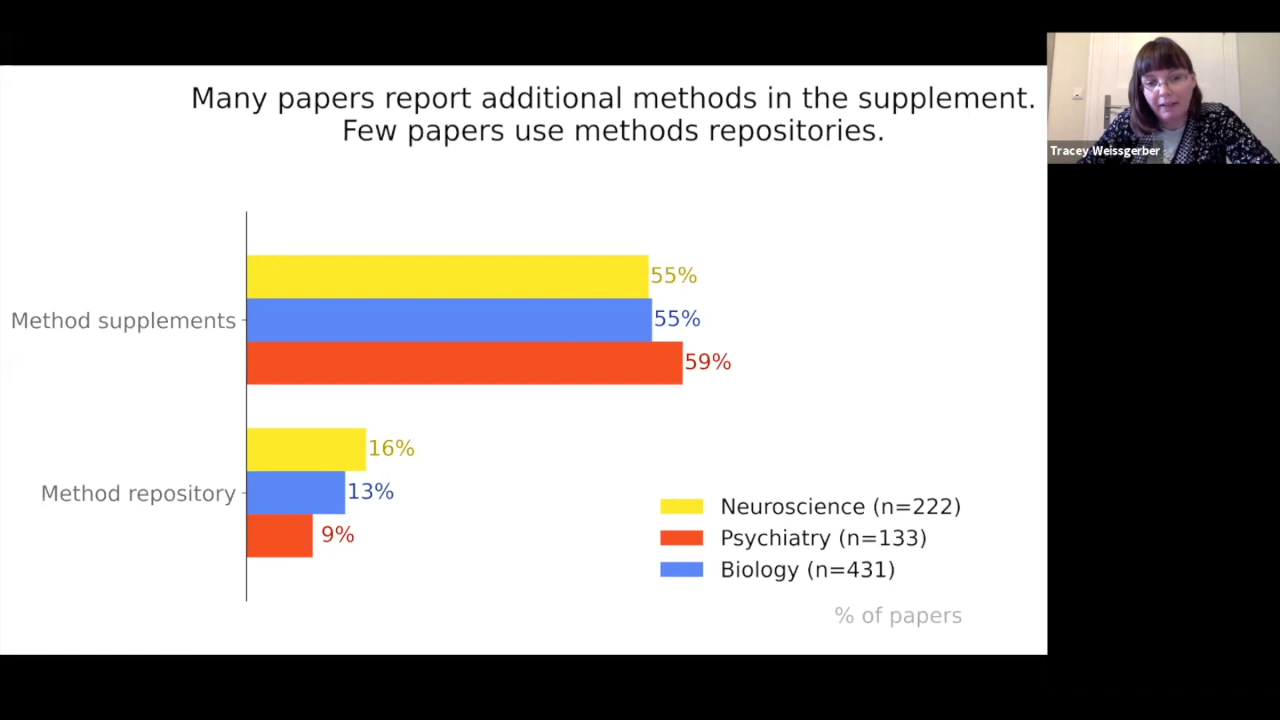 Many papers report additional methods in the supplement.
Few papers use methods repositories.
Tracey Weissgerber
Method supplements
55%
55%
59%
Method repository
16%
13%
9%
Neuroscience (n=222)
Psychiatry (n=133)
Biology (n=431)
% of papers